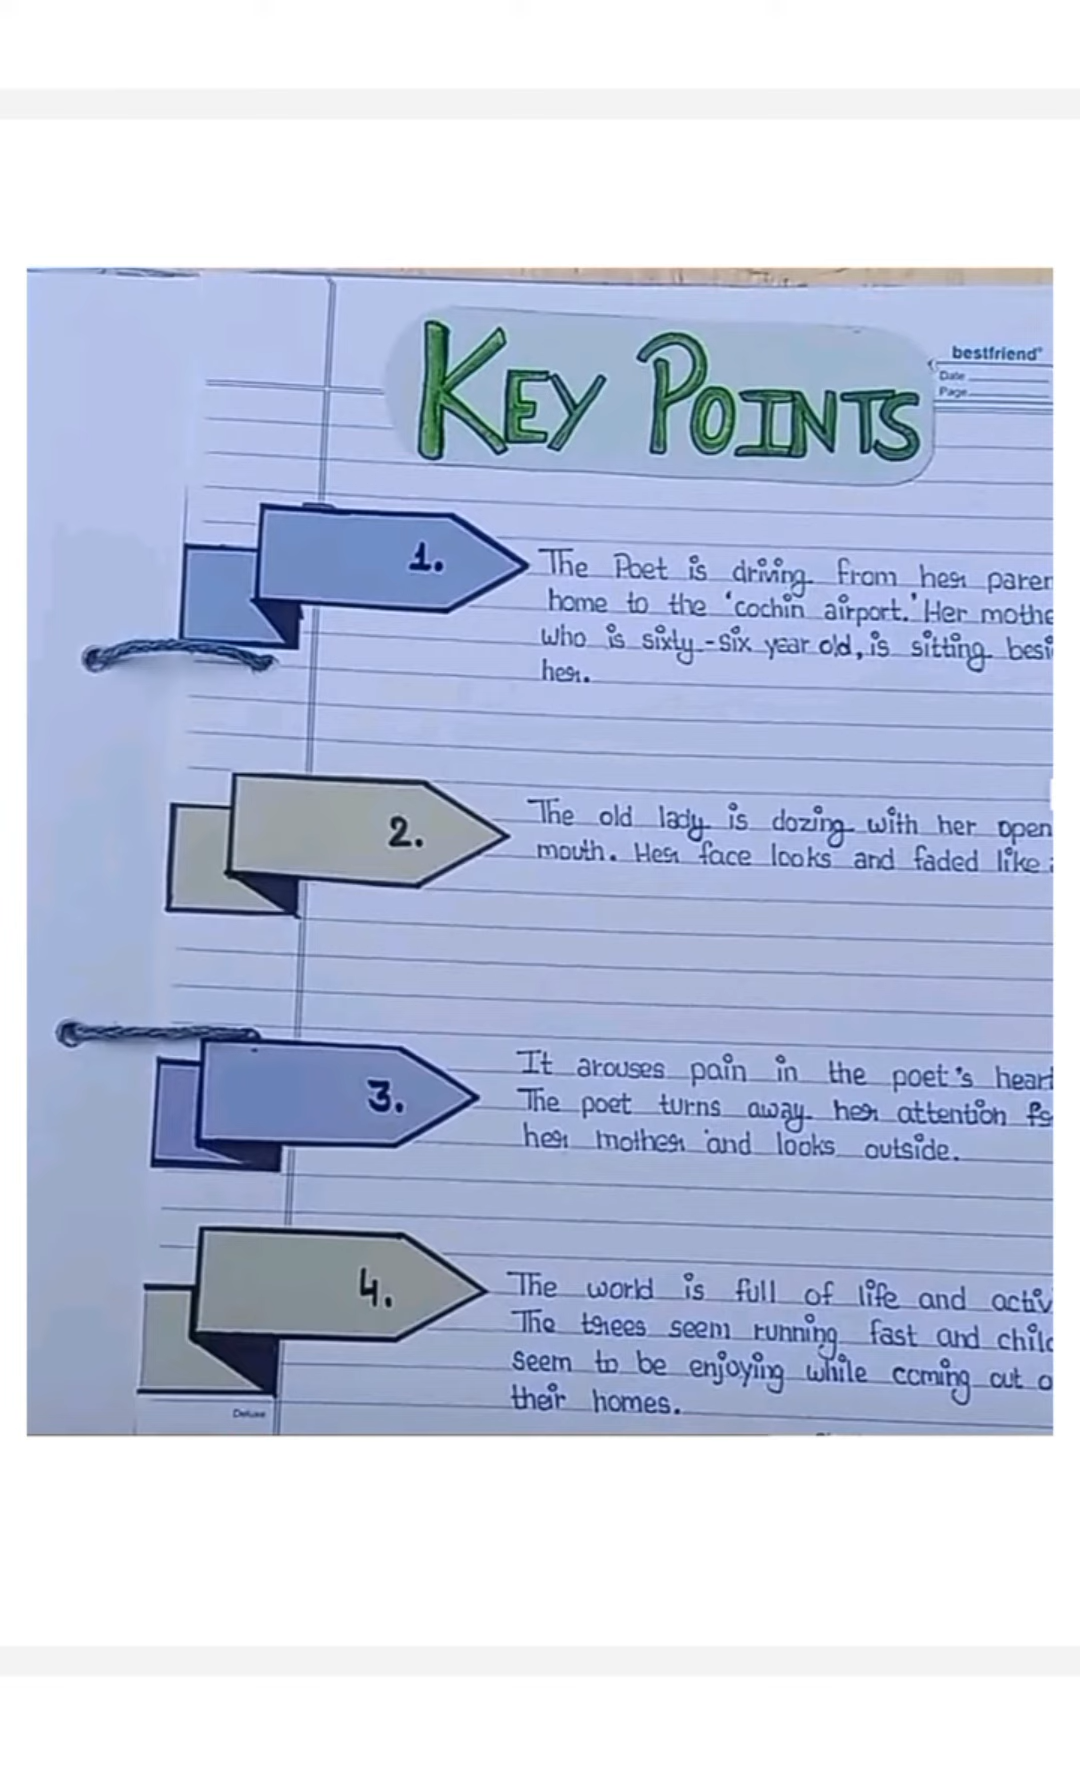 KEY POINTS
bestfriend
Date
Page
1.
The Poet is driving from her paren
home to the 'cochin airport.' Her mothe
who is sixty-six year old, is sitting besi
her.
2.
The old lady is dozing with her open
mouth. Her face looks and faded like
3.
It arouses pain in the poet's heart
The poet turns away her attention fr
her mother and looks outside.
4.
The world is full of life and activ
The trees seem running fast and chil
seem to be enjoying while coming out o
their homes.
Deluxe